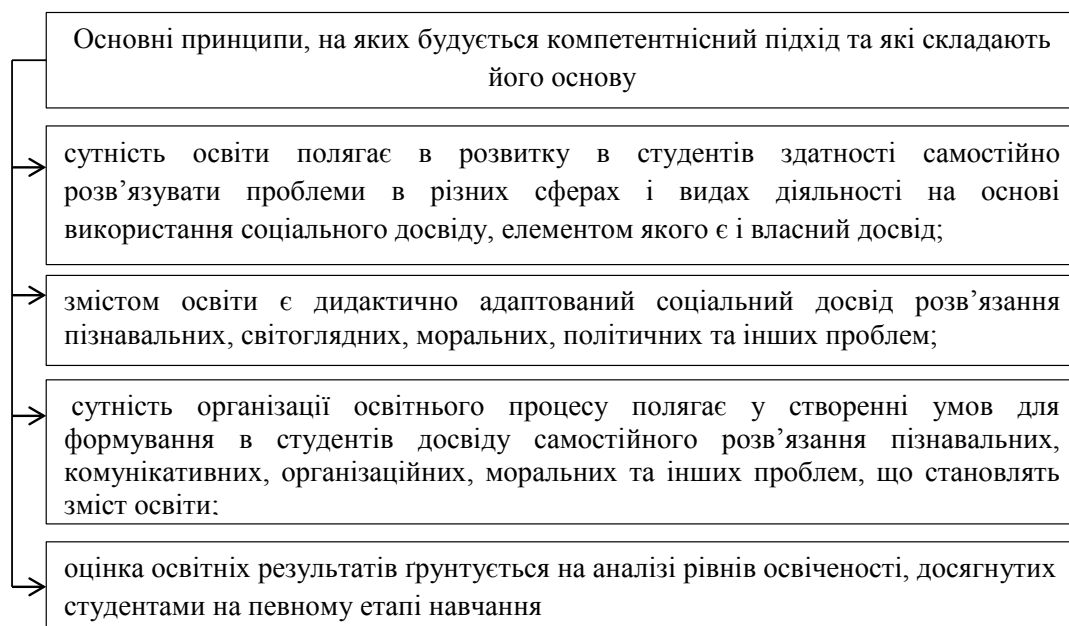 Основні принципи, на яких будується компетентнісний підхід та які складають
його основу
сутність освіти полягає в розвитку в студентів здатності самостійно
розв’язувати проблеми в різних сферах і видах діяльності на основі
використання соціального досвіду, елементом якого є і власний досвід;
змістом освіти є дидактично адаптований соціальний досвід розв’язання
пізнавальних, світоглядних, моральних, політичних та інших проблем;
сутність організації освітнього процесу полягає у створенні умов для
формування в студентів досвіду самостійного розв’язання пізнавальних,
комунікативних, організаційних, моральних та інших проблем, що становлять
зміст освіти;
оцінка освітніх результатів ґрунтується на аналізі рівнів освіченості, досягнутих
студентами на певному етапі навчання